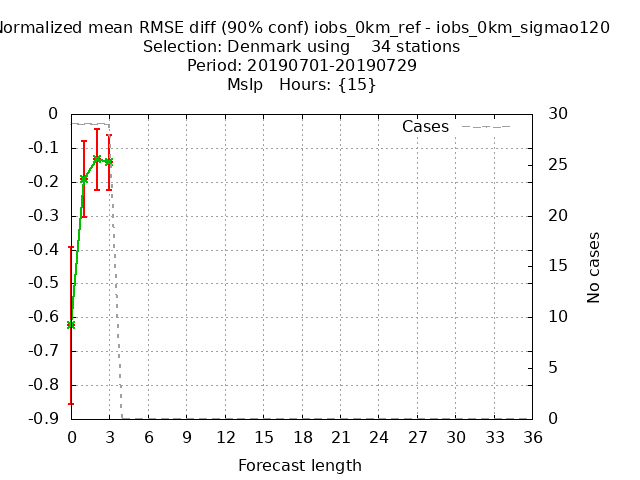 Normalized mean RMSE diff (90% conf) iobs_0km_ref - iobs_0km_sigmao120
Selection: Denmark using 34 stations
Period: 20190701-20190729
Mslp Hours: {15}
Cases
0
-0.1
-0.2
-0.3
-0.4
-0.5
-0.6
-0.7
-0.8
-0.9
30
25
20
15
10
5
0
No cases
0 3 6 9 12 15 18 21 24 27 30 33 36
Forecast length